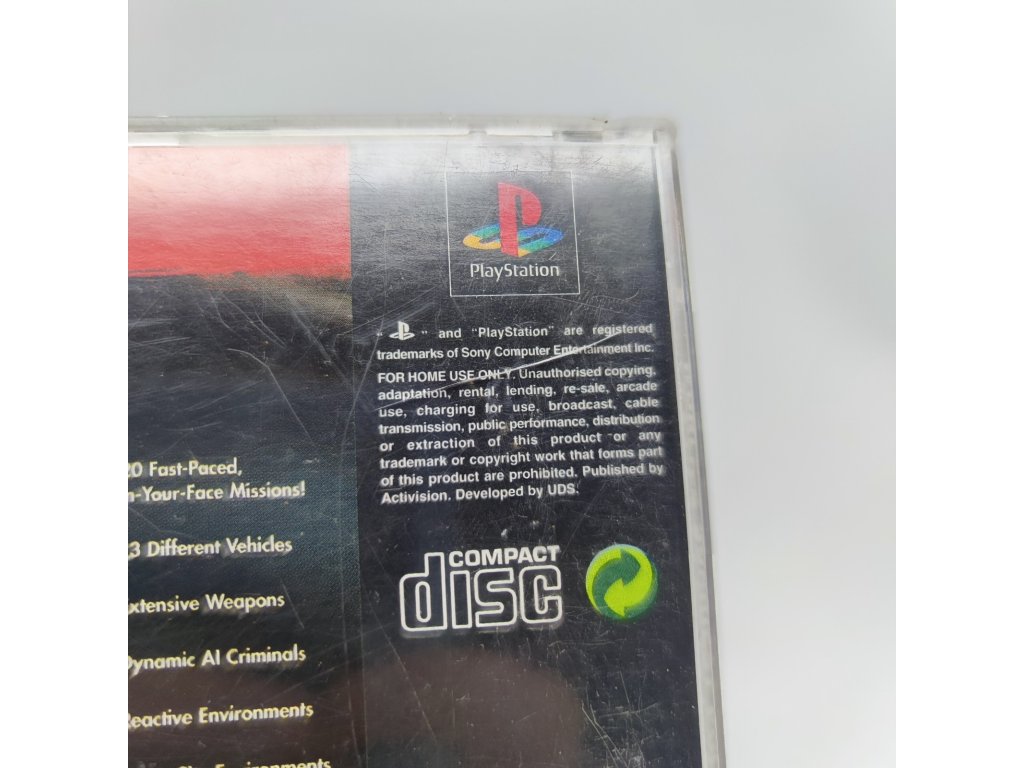 PlayStation
" " and "PlayStation" are registered
trademarks of Sony Computer Entertainment Inc.
FOR HOME USE ONLY. Unauthorised copying,
adaptation, rental, lending, re-sale, arcade
use, charging for use, broadcast, cable
transmission, public performance, distribution
or extraction of this product or any
trademark or copyright work that forms part
of this product are prohibited. Published by
Activision. Developed by UDS.
COMPACT
disc
20 Fast-Paced,
n-Your-Face Missions!
3 Different Vehicles
xtensive Weapons
Dynamic AI Criminals
Reactive Environments
Environments